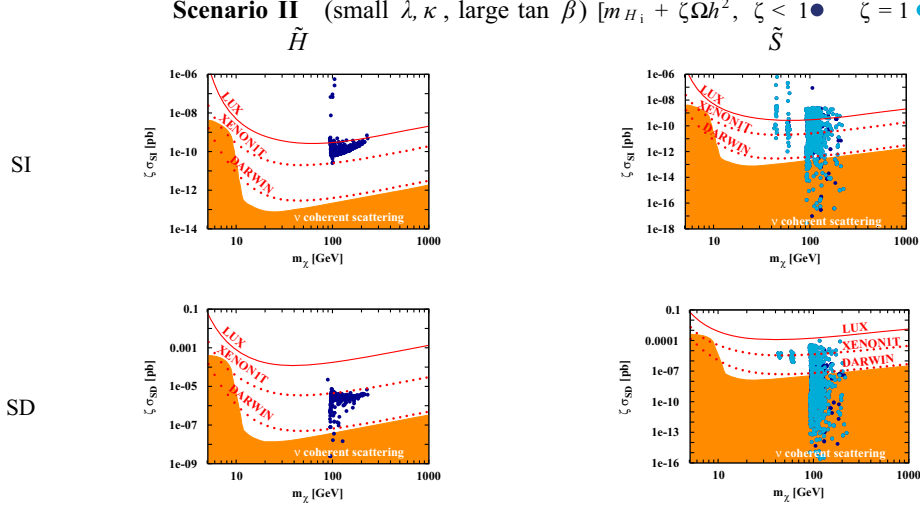 Scenario II (small λ, κ, large tan β) [m_{H_i} + ζΩh², ζ < 1● ζ = 1●
H̃ S̃
SI
ζ σ_SI [pb]
1e-06
1e-08
1e-10
1e-12
1e-14
LUX
XENONIT
DARWIN
ν coherent scattering
10 100 1000
m_χ [GeV]
ζ σ_SI [pb]
1e-06
1e-08
1e-10
1e-12
1e-14
1e-16
1e-18
LUX
XENONIT
DARWIN
ν coherent scattering
10 100 1000
m_χ [GeV]
SD
ζ σ_SD [pb]
0.1
0.001
1e-05
1e-07
1e-09
LUX
XENONIT
DARWIN
ν coherent scattering
10 100 1000
m_χ [GeV]
ζ σ_SD [pb]
0.1
0.0001
1e-07
1e-10
1e-13
1e-16
LUX
XENONIT
DARWIN
ν coherent scattering
10 100 1000
m_χ [GeV]